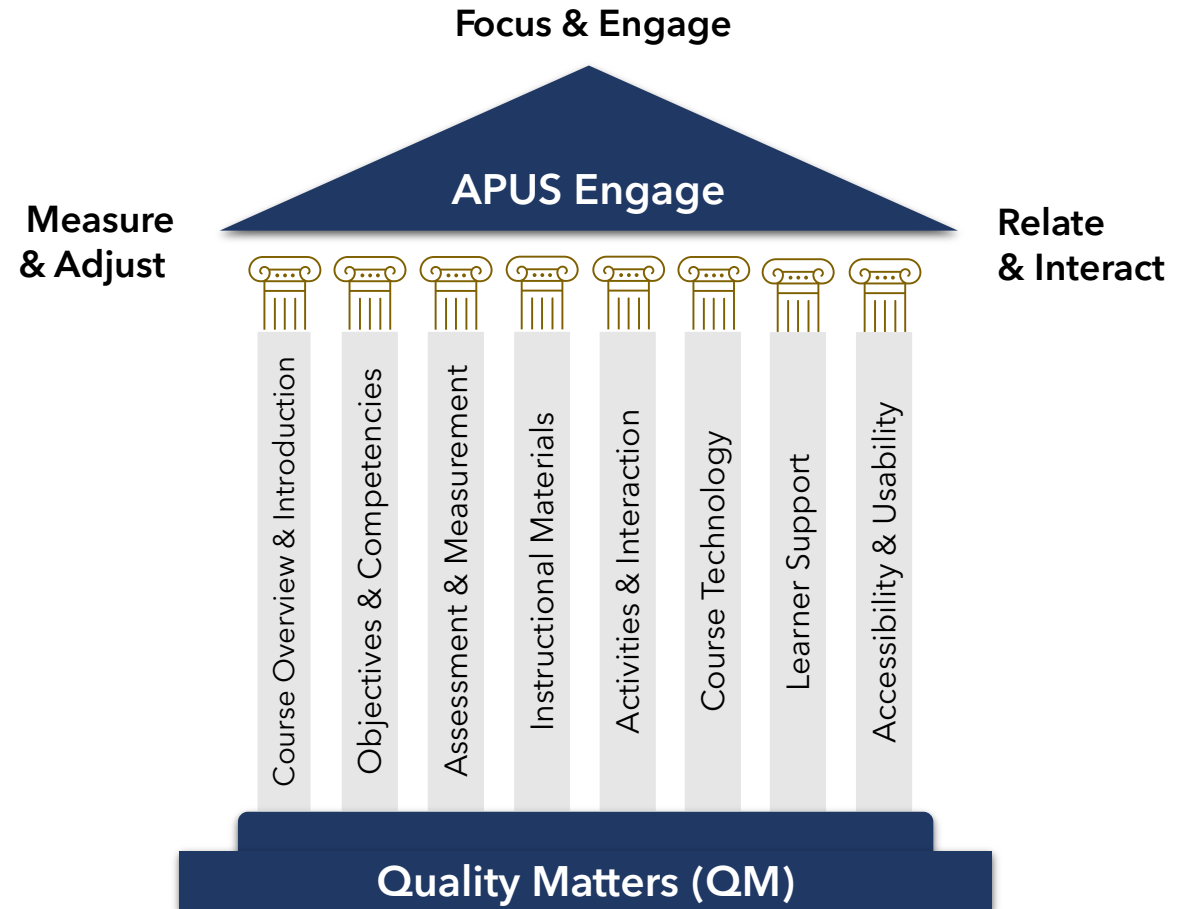 Focus & Engage
APUS Engage
Measure
& Adjust
Relate
& Interact
Course Overview & Introduction
Objectives & Competencies
Assessment & Measurement
Instructional Materials
Activities & Interaction
Course Technology
Learner Support
Accessibility & Usability
Quality Matters (QM)